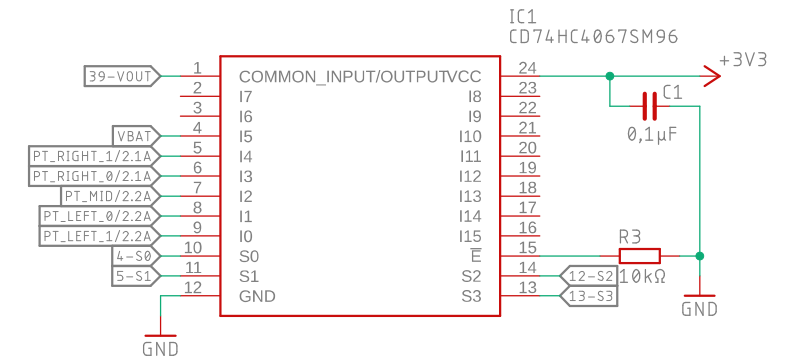 IC1
CD74HC4067SM96
39-VOUT 1 COMMON_INPUT/OUTPUT VCC 24 +3V3
2 I7 I8 23 C1
3 I6 I9 22
VBAT 4 I5 I10 21 0,1µF
PT_RIGHT_1/2.1A 5 I4 I11 20
PT_RIGHT_0/2.1A 6 I3 I12 19
PT_MID/2.2A 7 I2 I13 18
PT_LEFT_0/2.2A 8 I1 I14 17
PT_LEFT_1/2.2A 9 I0 I15 16 R3
4-S0 10 S0 E 15
5-S1 11 S1 S2 14 12-S2 10kΩ
12 GND S3 13 13-S3
GND GND